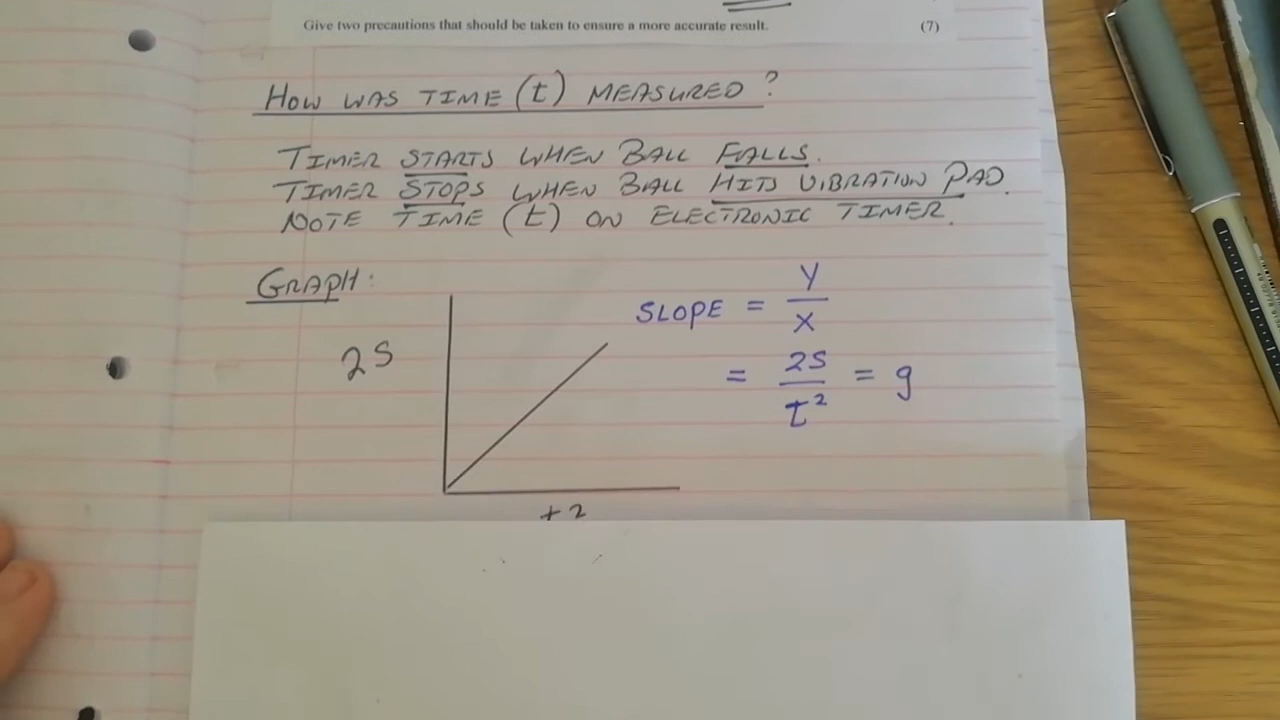 Give two precautions that should be taken to ensure a more accurate result. (7)
HOW WAS TIME (t) MEASURED?
TIMER STARTS WHEN BALL FALLS.
TIMER STOPS WHEN BALL HITS VIBRATION PAD.
NOTE TIME (t) ON ELECTRONIC TIMER.
GRAPH:
2S
t2
SLOPE = Y/X
= 2S/t² = g